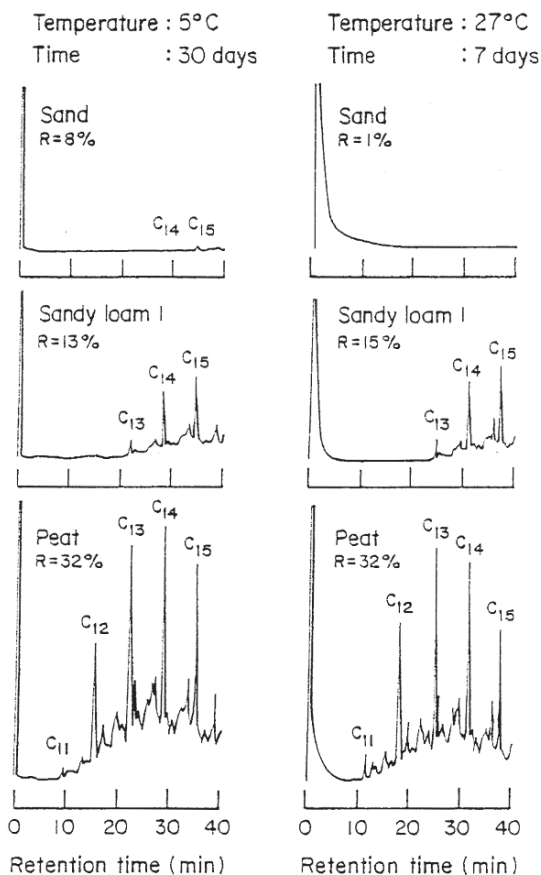 Temperature : 5°C
Time : 30 days
Temperature : 27°C
Time : 7 days
Sand
R=8%
C14 C15
Sand
R=1%
Sandy loam I
R=13%
C13
C14
C15
Sandy loam I
R=15%
C13
C14
C15
Peat
R=32%
C11
C12
C13
C14
C15
0 10 20 30 40
Retention time (min)
Peat
R=32%
C11
C12
C13
C14
C15
0 10 20 30 40
Retention time (min)